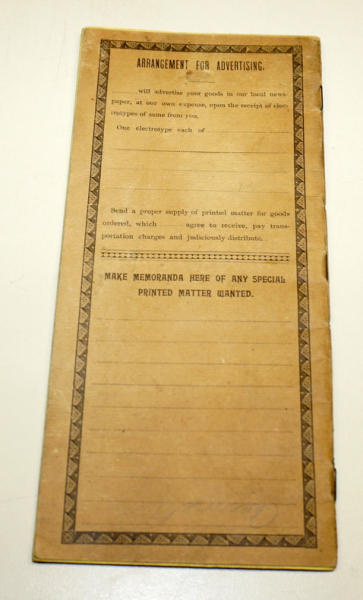 ARRANGEMENT FOR ADVERTISING.
will advertise your goods in our local news-
paper, at our own expense, upon the receipt of elec-
trotypes of same from you.
One electrotype each of
Send a proper supply of printed matter for goods
ordered, which agree to receive, pay trans-
portation charges and judiciously distribute.
MAKE MEMORANDA HERE OF ANY SPECIAL
PRINTED MATTER WANTED.